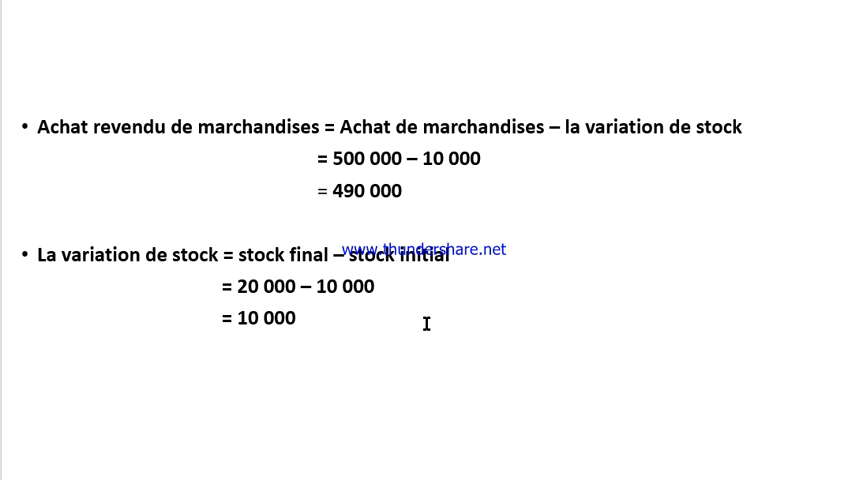 • Achat revendu de marchandises = Achat de marchandises – la variation de stock
= 500 000 – 10 000
= 490 000
• La variation de stock = stock final – stock initial
www.thundershare.net
= 20 000 – 10 000
= 10 000